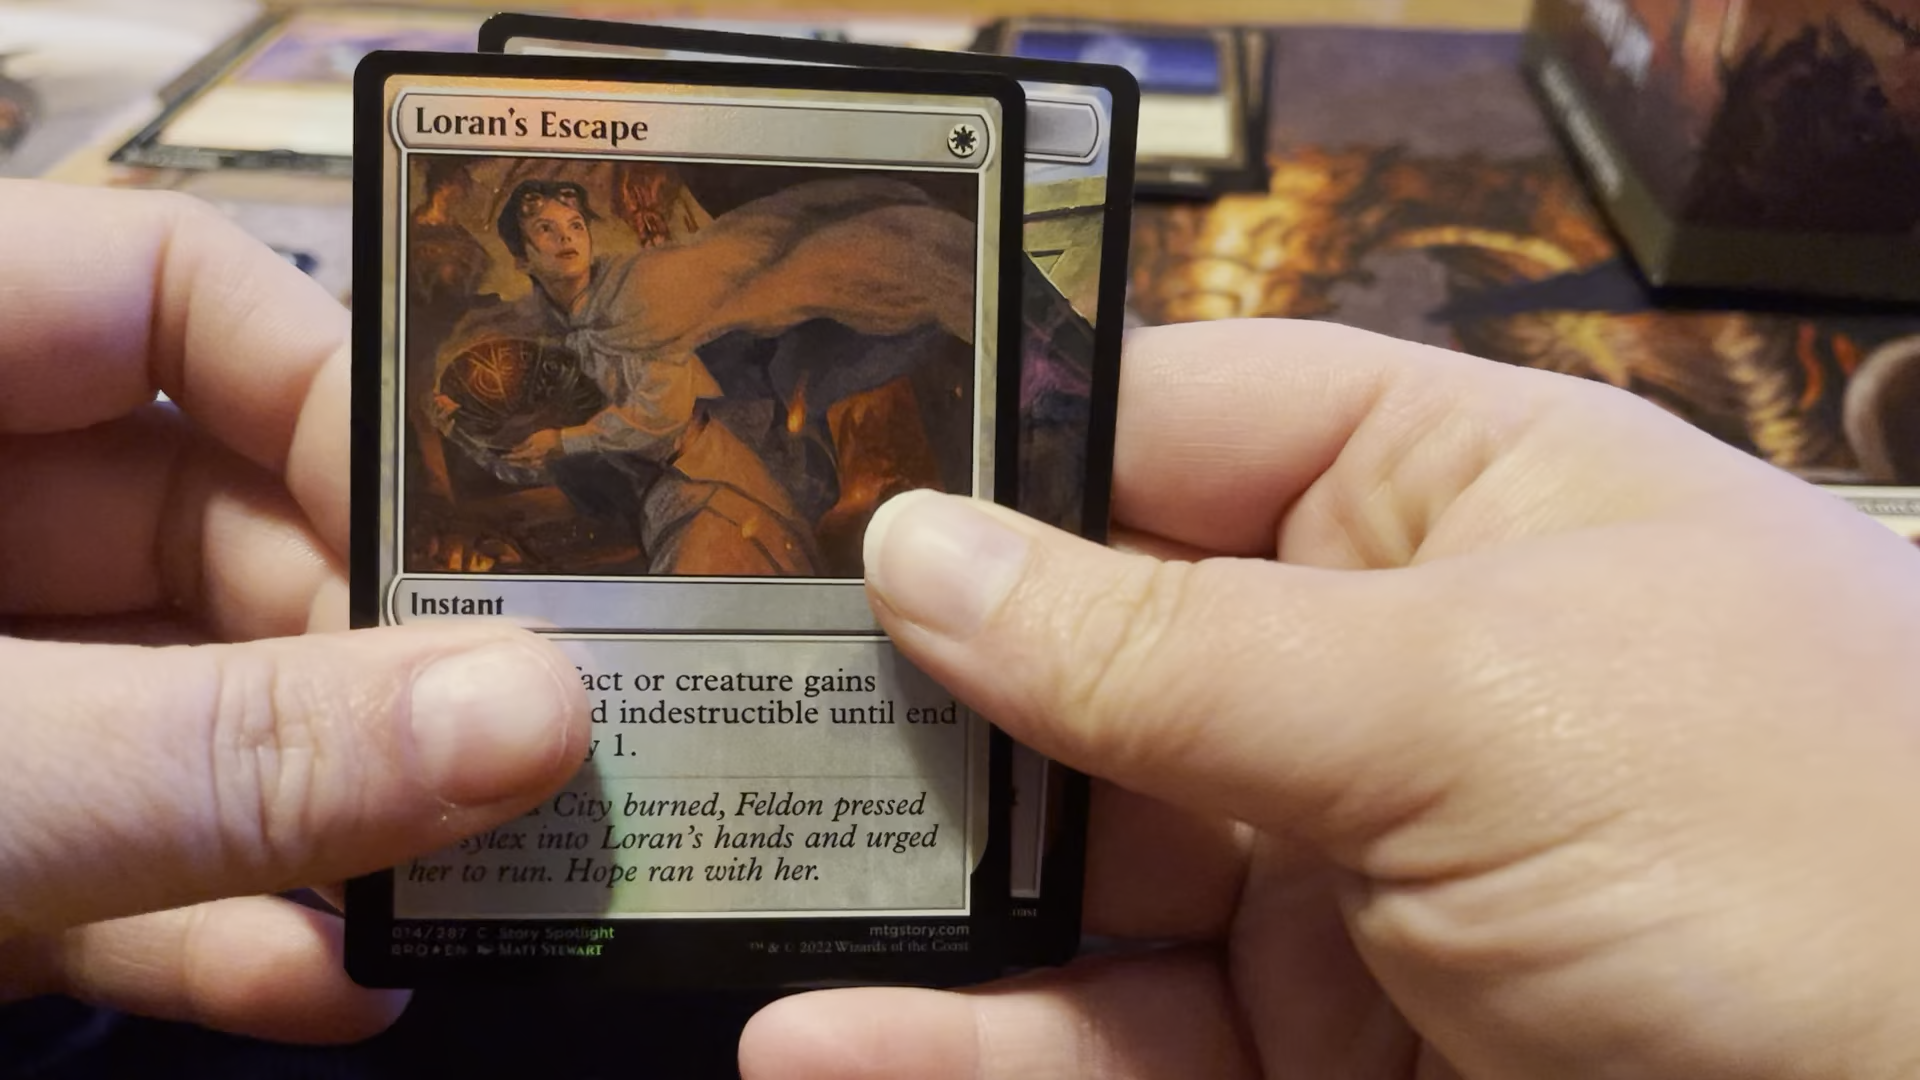 Loran's Escape
Instant
act or creature gains
d indestructible until end
y 1.
City burned, Feldon pressed
sylex into Loran's hands and urged
her to run. Hope ran with her.
014/287 C Story Spotlight
mtgstory.com
BRO ★ EN Matt Stewart
™ & © 2022 Wizards of the Coast